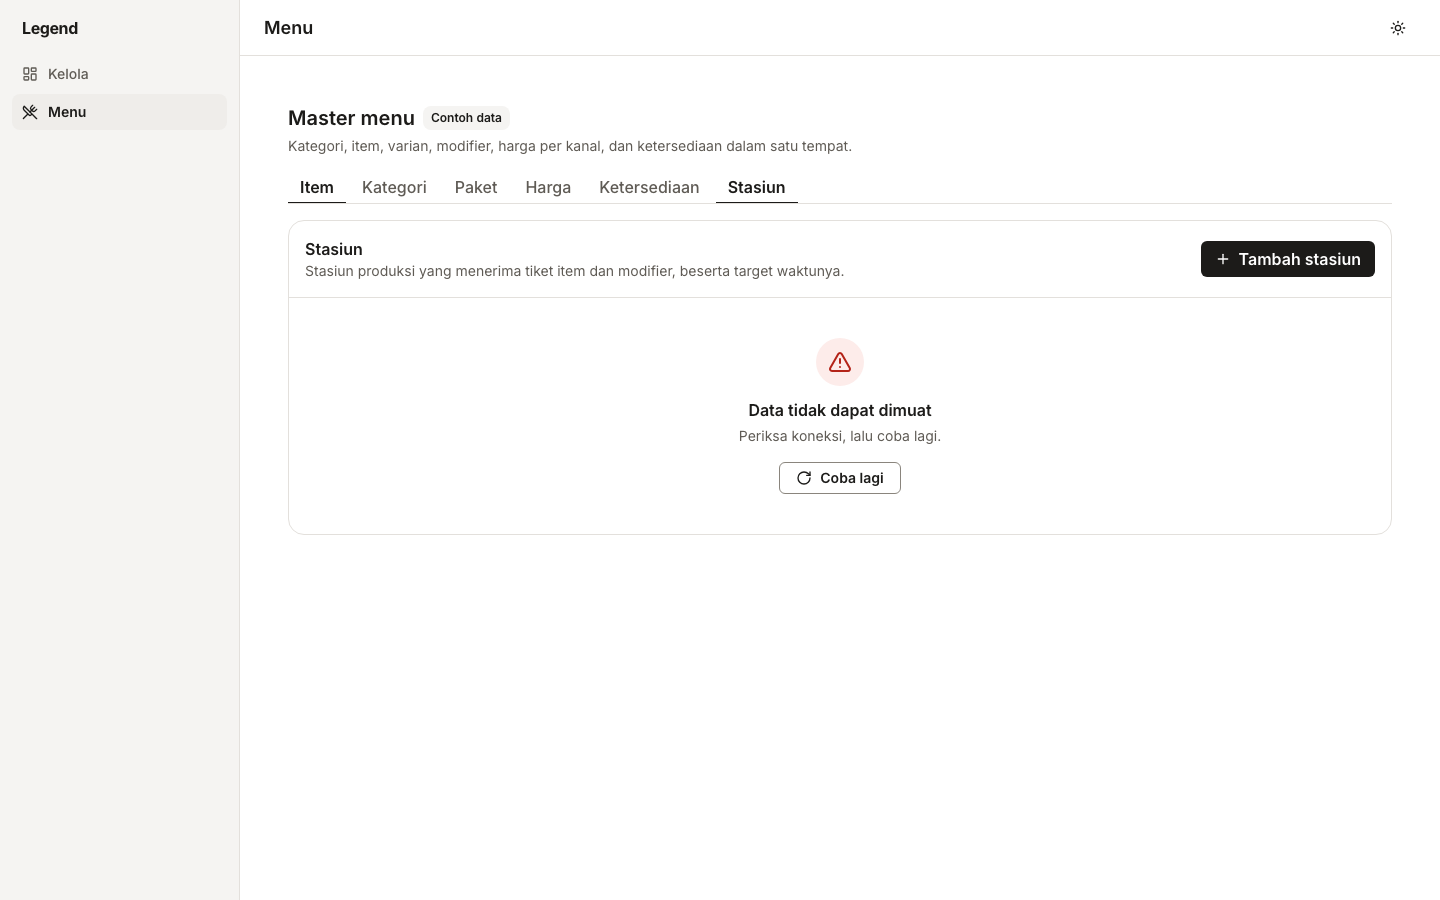 Legend
Kelola
Menu
Menu
Master menu
Contoh data
Kategori, item, varian, modifier, harga per kanal, dan ketersediaan dalam satu tempat.
Item
Kategori
Paket
Harga
Ketersediaan
Stasiun
Stasiun
Stasiun produksi yang menerima tiket item dan modifier, beserta target waktunya.
Tambah stasiun
Data tidak dapat dimuat
Periksa koneksi, lalu coba lagi.
Coba lagi